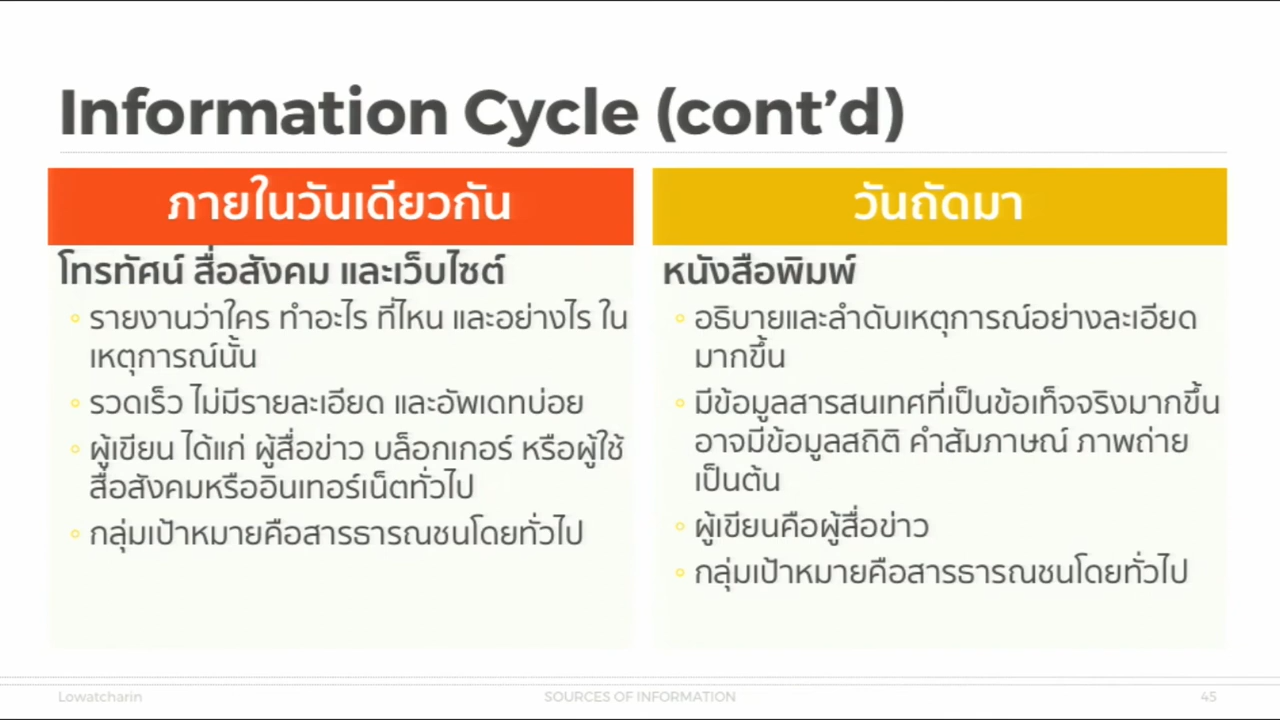 Information Cycle (cont’d)
ภายในวันเดียวกัน
โทรทัศน์ สื่อสังคม และเว็บไซต์
◦ รายงานว่าใคร ทำอะไร ที่ไหน และอย่างไร ใน
เหตุการณ์นั้น
◦ รวดเร็ว ไม่มีรายละเอียด และอัพเดทบ่อย
◦ ผู้เขียน ได้แก่ ผู้สื่อข่าว บล็อกเกอร์ หรือผู้ใช้
สื่อสังคมหรืออินเทอร์เน็ตทั่วไป
◦ กลุ่มเป้าหมายคือสารธารณชนโดยทั่วไป
วันถัดมา
หนังสือพิมพ์
◦ อธิบายและลำดับเหตุการณ์อย่างละเอียด
มากขึ้น
◦ มีข้อมูลสารสนเทศที่เป็นข้อเท็จจริงมากขึ้น
อาจมีข้อมูลสถิติ คำสัมภาษณ์ ภาพถ่าย
เป็นต้น
◦ ผู้เขียนคือผู้สื่อข่าว
◦ กลุ่มเป้าหมายคือสารธารณชนโดยทั่วไป
Lowatcharin
SOURCES OF INFORMATION
45